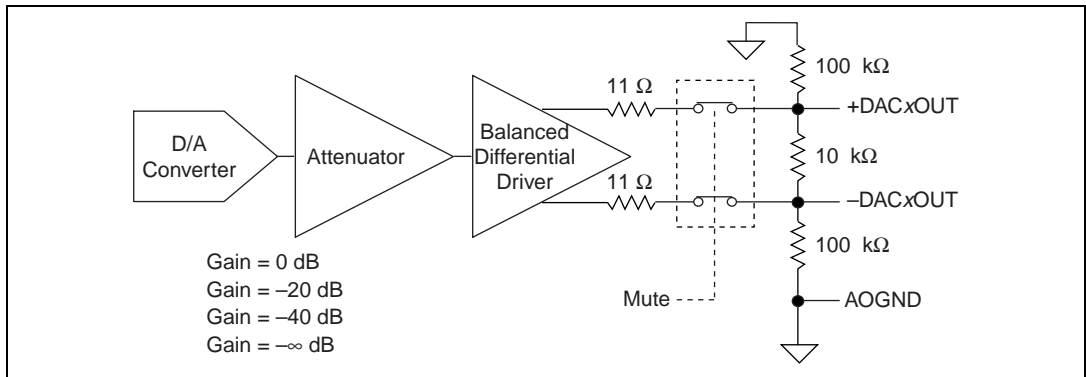 D/A
Converter
Attenuator
Balanced
Differential
Driver
11 Ω
11 Ω
100 kΩ
+DACxOUT
10 kΩ
–DACxOUT
100 kΩ
AOGND
Mute
Gain = 0 dB
Gain = –20 dB
Gain = –40 dB
Gain = –∞ dB